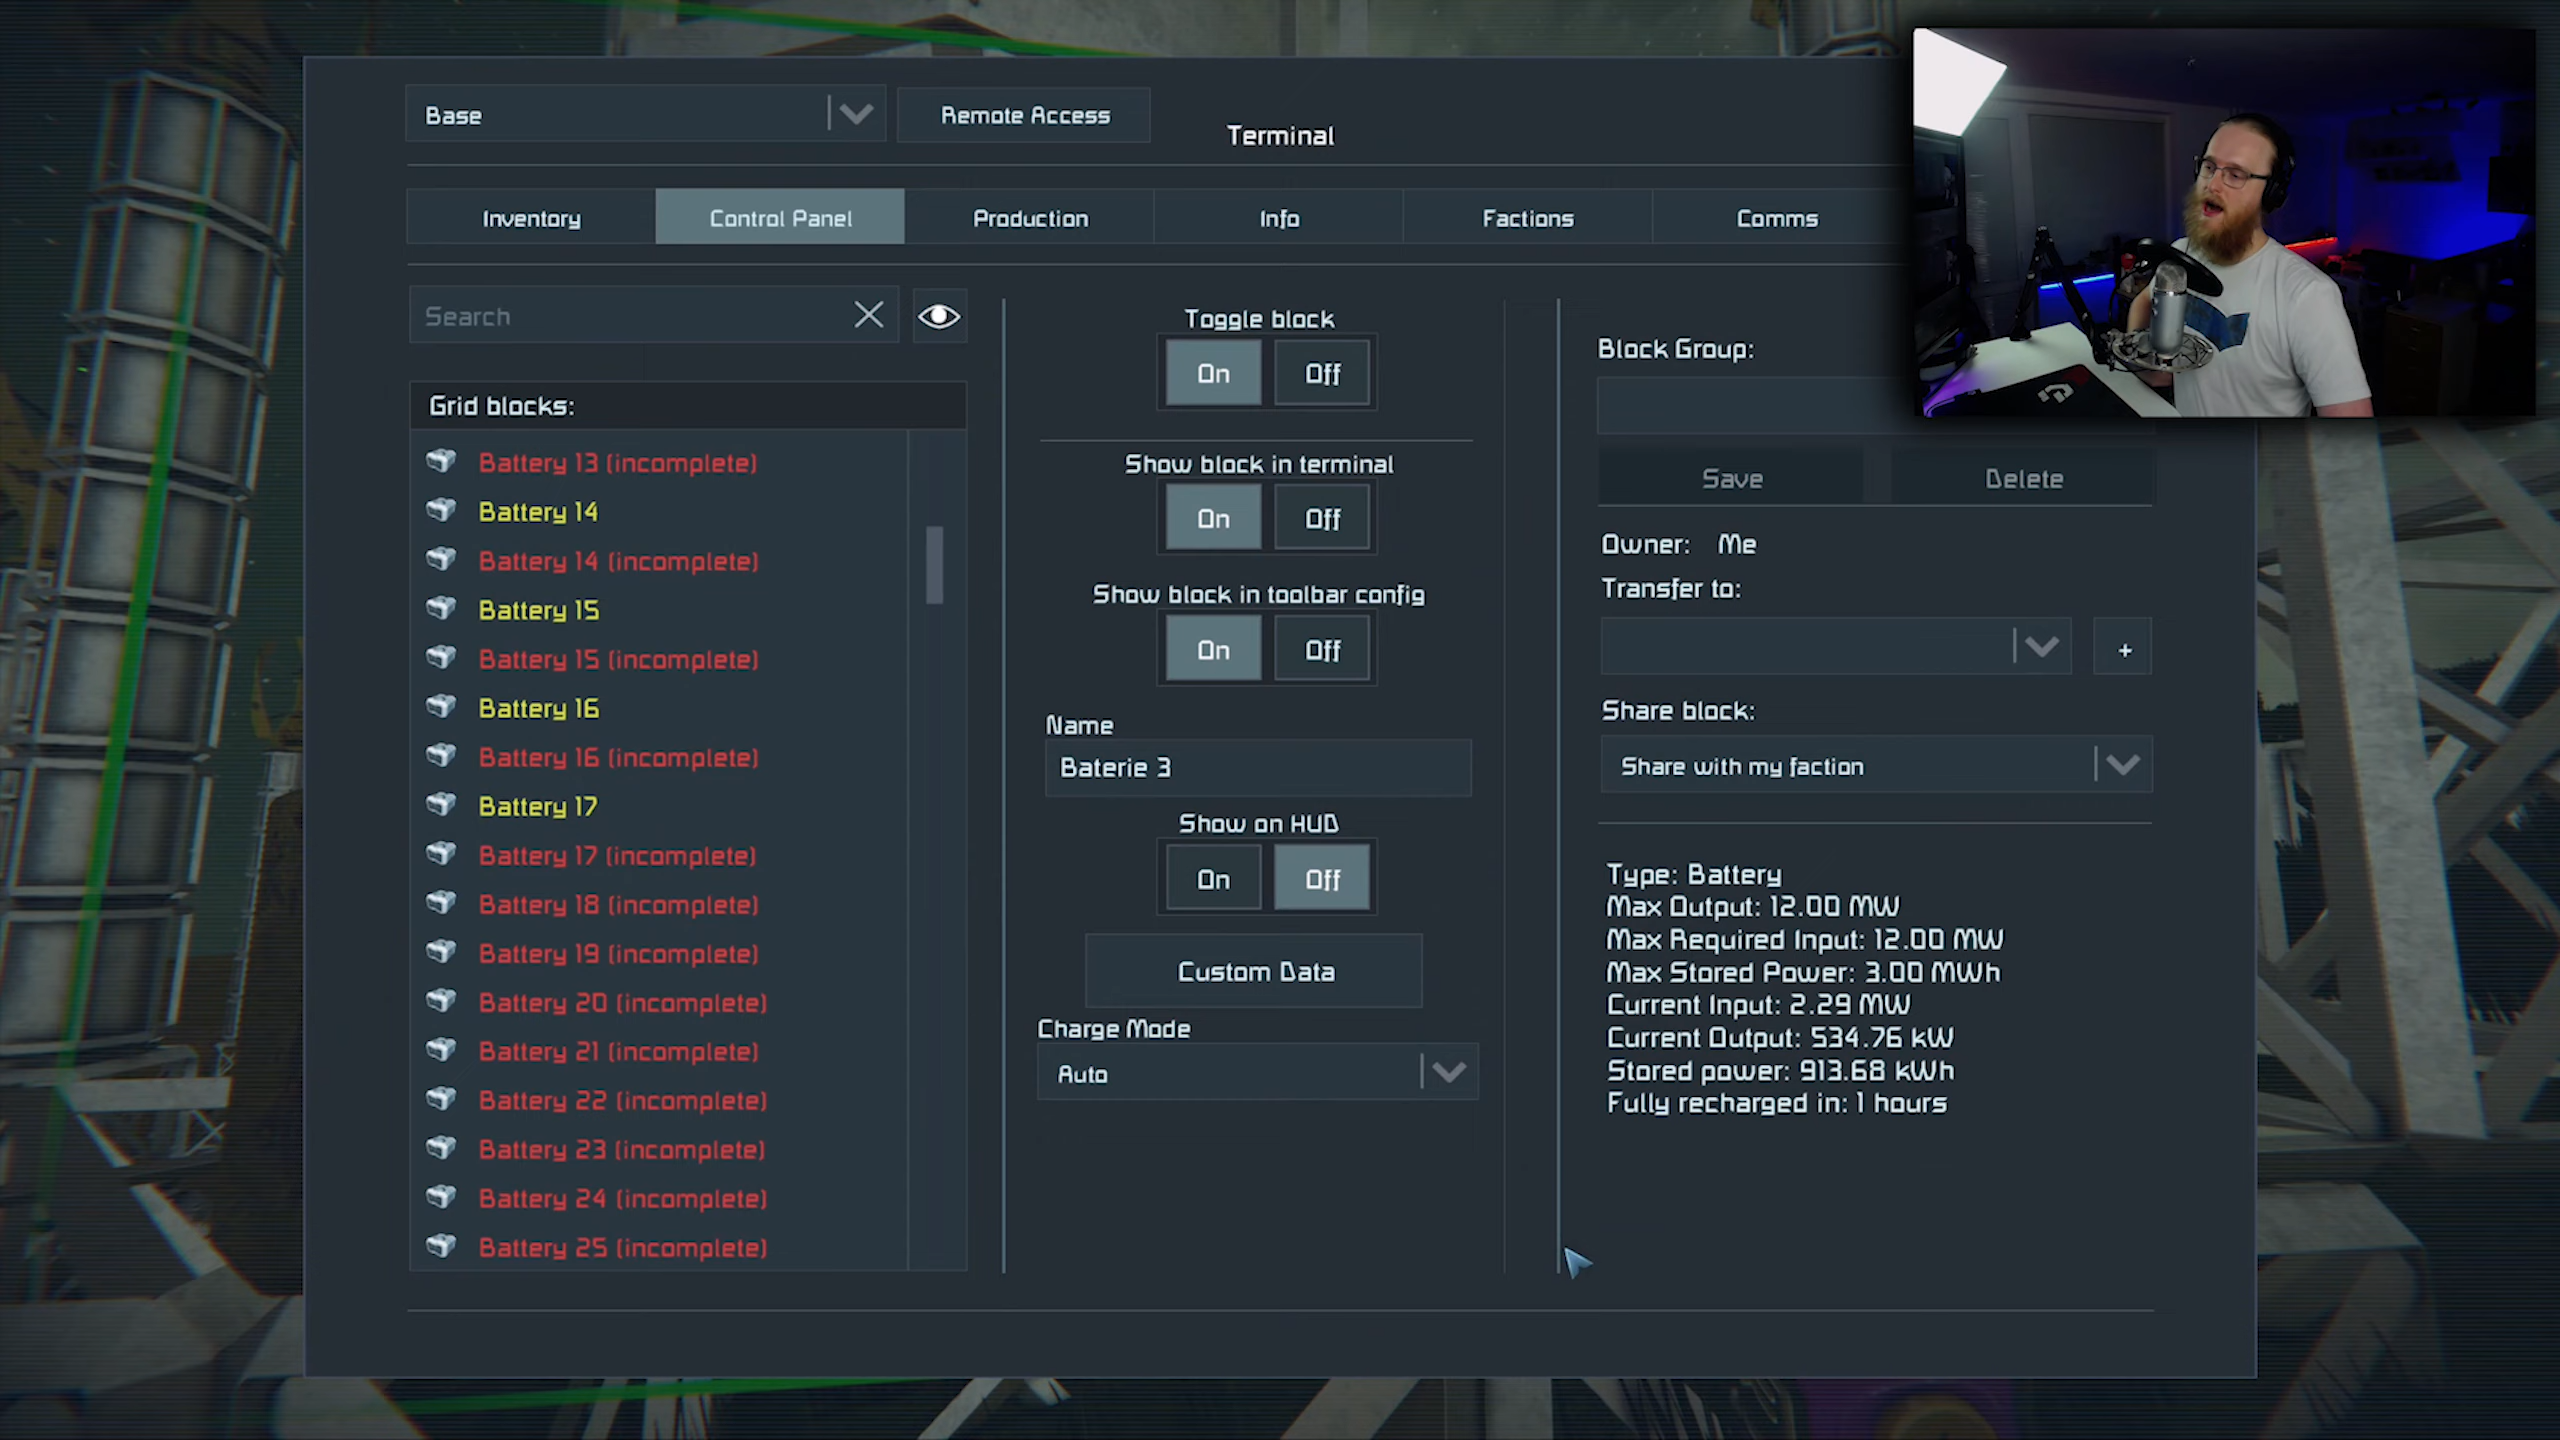 Base
Remote Access
Terminal
Inventory
Control Panel
Production
Info
Factions
Comms
Search
Grid blocks:
Battery 13 (incomplete)
Battery 14
Battery 14 (incomplete)
Battery 15
Battery 15 (incomplete)
Battery 16
Battery 16 (incomplete)
Battery 17
Battery 17 (incomplete)
Battery 18 (incomplete)
Battery 19 (incomplete)
Battery 20 (incomplete)
Battery 21 (incomplete)
Battery 22 (incomplete)
Battery 23 (incomplete)
Battery 24 (incomplete)
Battery 25 (incomplete)
Toggle block
On Off
Show block in terminal
On Off
Show block in toolbar config
On Off
Name
Baterie 3
Show on HUD
On Off
Custom Data
Charge Mode
Auto
Block Group:
Save
Delete
Owner: Me
Transfer to:
+
Share block:
Share with my faction
Type: Battery
Max Output: 12.00 MW
Max Required Input: 12.00 MW
Max Stored Power: 3.00 MWh
Current Input: 2.29 MW
Current Output: 534.76 kW
Stored power: 913.68 kWh
Fully recharged in: 1 hours